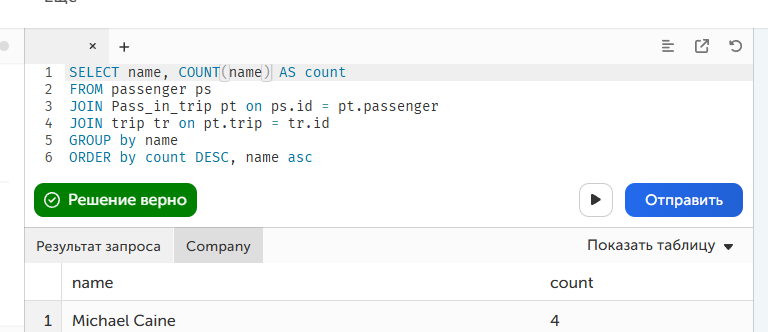 Еще
× +
1 SELECT name, COUNT(name) AS count
2 FROM passenger ps
3 JOIN Pass_in_trip pt on ps.id = pt.passenger
4 JOIN trip tr on pt.trip = tr.id
5 GROUP by name
6 ORDER by count DESC, name asc
Решение верно Отправить
Результат запроса Company Показать таблицу
name count
1 Michael Caine 4